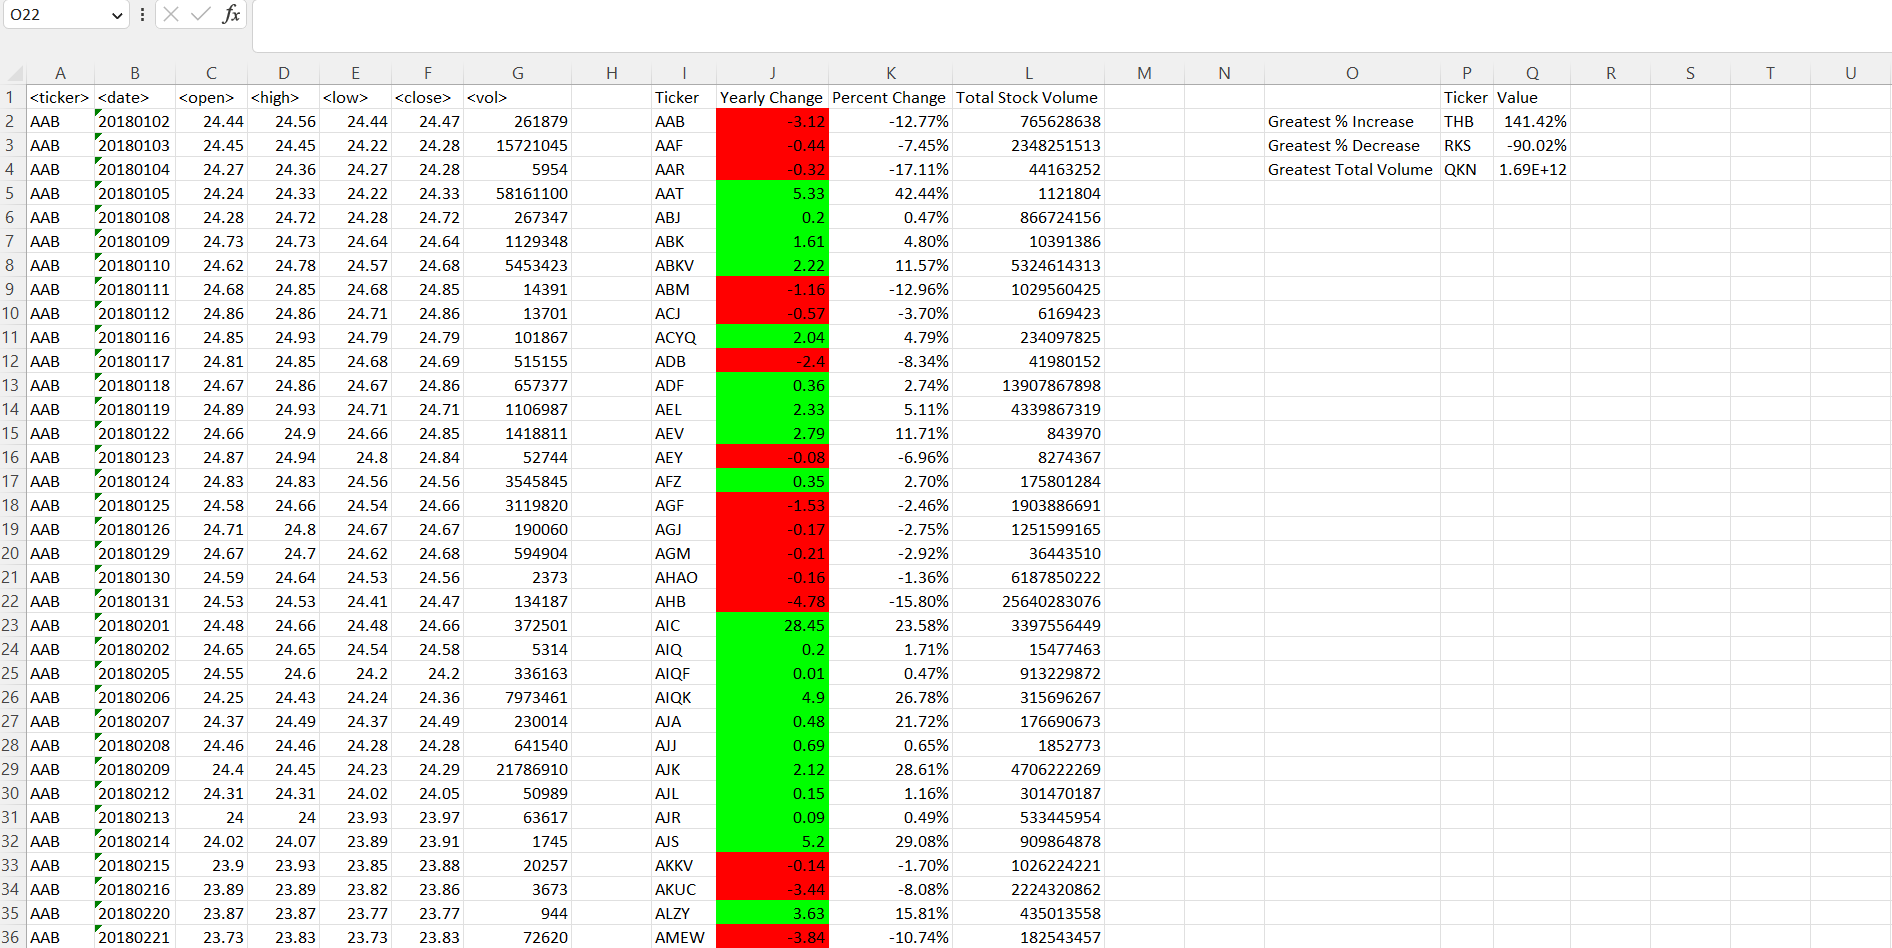 O22 fx
A B C D E F G H I J K L M N O P Q R S T U
1 <ticker> <date> <open> <high> <low> <close> <vol> Ticker Yearly Change Percent Change Total Stock Volume Ticker Value
2 AAB 20180102 24.44 24.56 24.44 24.47 261879 AAB -3.12 -12.77% 765628638 Greatest % Increase THB 141.42%
3 AAB 20180103 24.45 24.45 24.22 24.28 15721045 AAF -0.44 -7.45% 2348251513 Greatest % Decrease RKS -90.02%
4 AAB 20180104 24.27 24.36 24.27 24.28 5954 AAR -0.32 -17.11% 44163252 Greatest Total Volume QKN 1.69E+12
5 AAB 20180105 24.24 24.33 24.22 24.33 58161100 AAT 5.33 42.44% 1121804
6 AAB 20180108 24.28 24.72 24.28 24.72 267347 ABJ 0.2 0.47% 866724156
7 AAB 20180109 24.73 24.73 24.64 24.64 1129348 ABK 1.61 4.80% 10391386
8 AAB 20180110 24.62 24.78 24.57 24.68 5453423 ABKV 2.22 11.57% 5324614313
9 AAB 20180111 24.68 24.85 24.68 24.85 14391 ABM -1.16 -12.96% 1029560425
10 AAB 20180112 24.86 24.86 24.71 24.86 13701 ACJ -0.57 -3.70% 6169423
11 AAB 20180116 24.85 24.93 24.79 24.79 101867 ACYQ 2.04 4.79% 234097825
12 AAB 20180117 24.81 24.85 24.68 24.69 515155 ADB -2.4 -8.34% 41980152
13 AAB 20180118 24.67 24.86 24.67 24.86 657377 ADF 0.36 2.74% 13907867898
14 AAB 20180119 24.89 24.93 24.71 24.71 1106987 AEL 2.33 5.11% 4339867319
15 AAB 20180122 24.66 24.9 24.66 24.85 1418811 AEV 2.79 11.71% 843970
16 AAB 20180123 24.87 24.94 24.8 24.84 52744 AEY -0.08 -6.96% 8274367
17 AAB 20180124 24.83 24.83 24.56 24.56 3545845 AFZ 0.35 2.70% 175801284
18 AAB 20180125 24.58 24.66 24.54 24.66 3119820 AGF -1.53 -2.46% 1903886691
19 AAB 20180126 24.71 24.8 24.67 24.67 190060 AGJ -0.17 -2.75% 1251599165
20 AAB 20180129 24.67 24.7 24.62 24.68 594904 AGM -0.21 -2.92% 36443510
21 AAB 20180130 24.59 24.64 24.53 24.56 2373 AHAO -0.16 -1.36% 6187850222
22 AAB 20180131 24.53 24.53 24.41 24.47 134187 AHB -4.78 -15.80% 25640283076
23 AAB 20180201 24.48 24.66 24.48 24.66 372501 AIC 28.45 23.58% 3397556449
24 AAB 20180202 24.65 24.65 24.54 24.58 5314 AIQ 0.2 1.71% 15477463
25 AAB 20180205 24.55 24.6 24.2 24.2 336163 AIQF 0.01 0.47% 913229872
26 AAB 20180206 24.25 24.43 24.24 24.36 7973461 AIQK 4.9 26.78% 315696267
27 AAB 20180207 24.37 24.49 24.37 24.49 230014 AJA 0.48 21.72% 176690673
28 AAB 20180208 24.46 24.46 24.28 24.28 641540 AJJ 0.69 0.65% 1852773
29 AAB 20180209 24.4 24.45 24.23 24.29 21786910 AJK 2.12 28.61% 4706222269
30 AAB 20180212 24.31 24.31 24.02 24.05 50989 AJL 0.15 1.16% 301470187
31 AAB 20180213 24 24 23.93 23.97 63617 AJR 0.09 0.49% 533445954
32 AAB 20180214 24.02 24.07 23.89 23.91 1745 AJS 5.2 29.08% 909864878
33 AAB 20180215 23.9 23.93 23.85 23.88 20257 AKKV -0.14 -1.70% 1026224221
34 AAB 20180216 23.89 23.89 23.82 23.86 3673 AKUC -3.44 -8.08% 2224320862
35 AAB 20180220 23.87 23.87 23.77 23.77 944 ALZY 3.63 15.81% 435013558
36 AAB 20180221 23.73 23.83 23.73 23.83 72620 AMEW -3.84 -10.74% 182543457